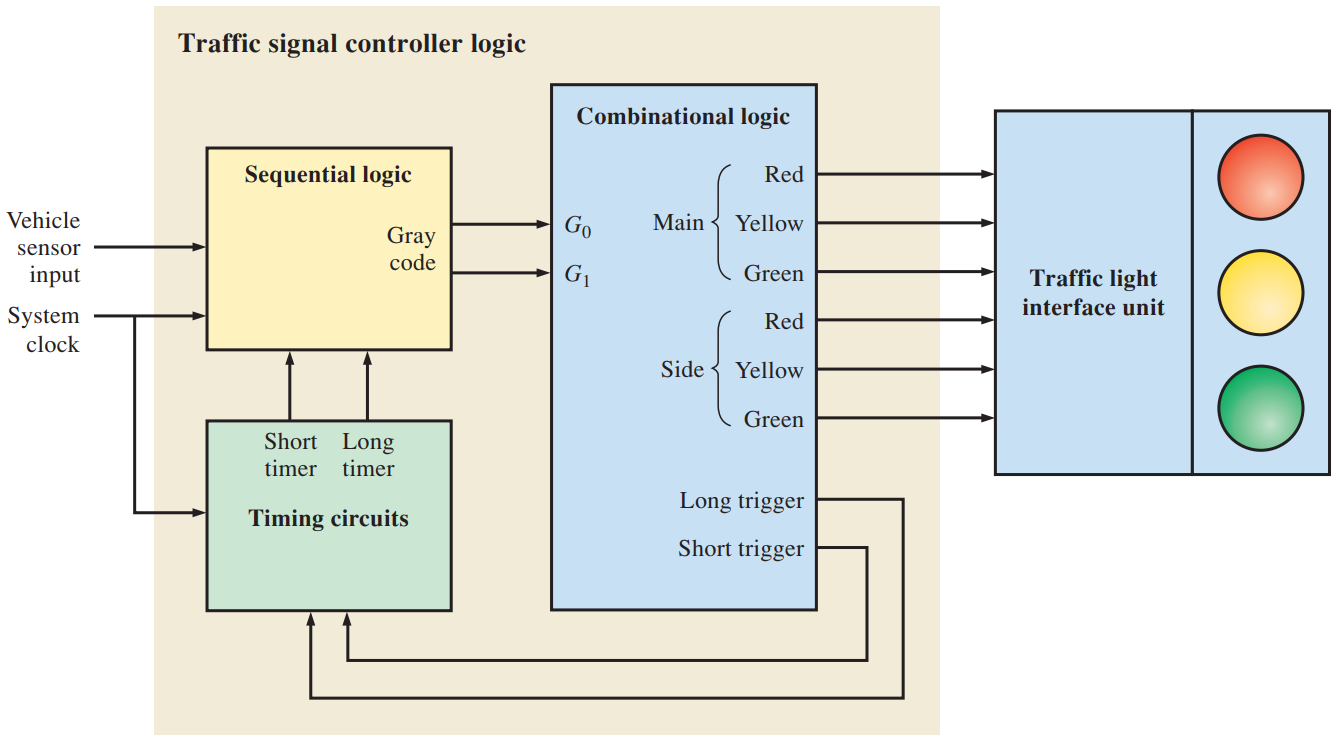 Traffic signal controller logic
Combinational logic
Sequential logic
Red
Vehicle
sensor
input
Gray
code
G₀
G₁
Main
Yellow
Green
Traffic light
interface unit
System
clock
Red
Side
Yellow
Green
Short
timer
Long
timer
Timing circuits
Long trigger
Short trigger